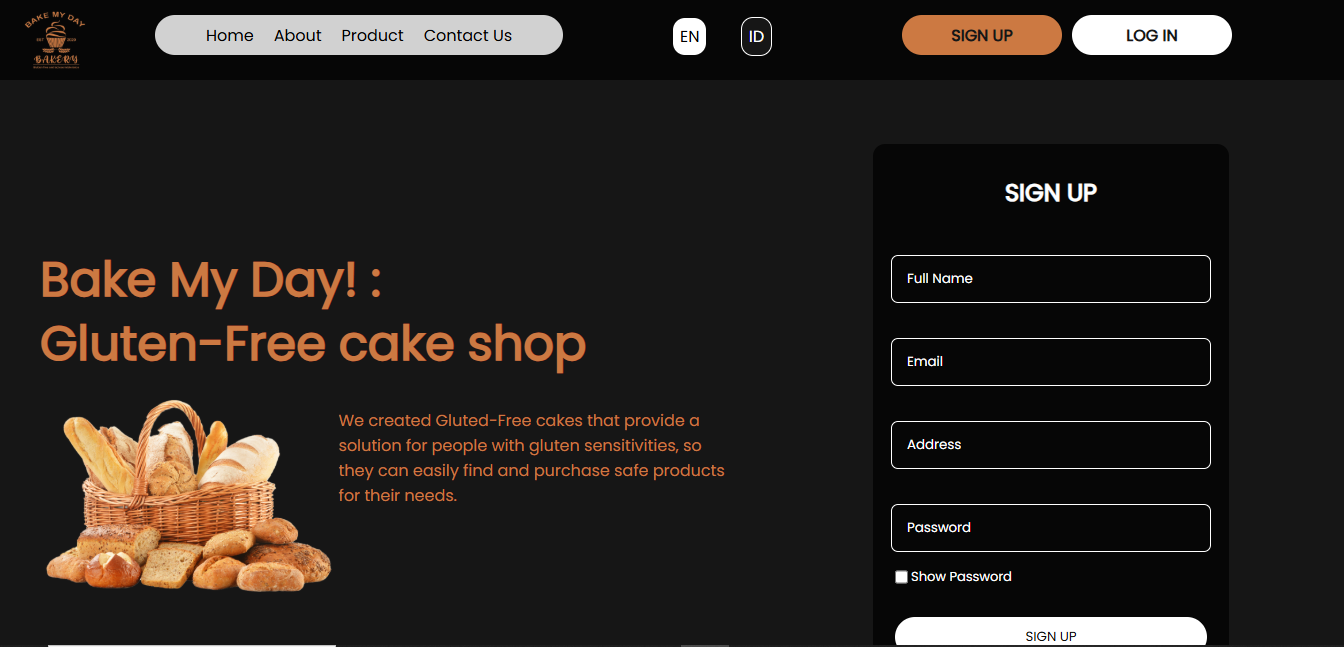 BAKE MY DAY
BAKERY
Home About Product Contact Us
EN
ID
SIGN UP
LOG IN
Bake My Day! :
Gluten-Free cake shop
We created Gluted-Free cakes that provide a
solution for people with gluten sensitivities, so
they can easily find and purchase safe products
for their needs.
SIGN UP
Full Name
Email
Address
Password
Show Password
SIGN UP